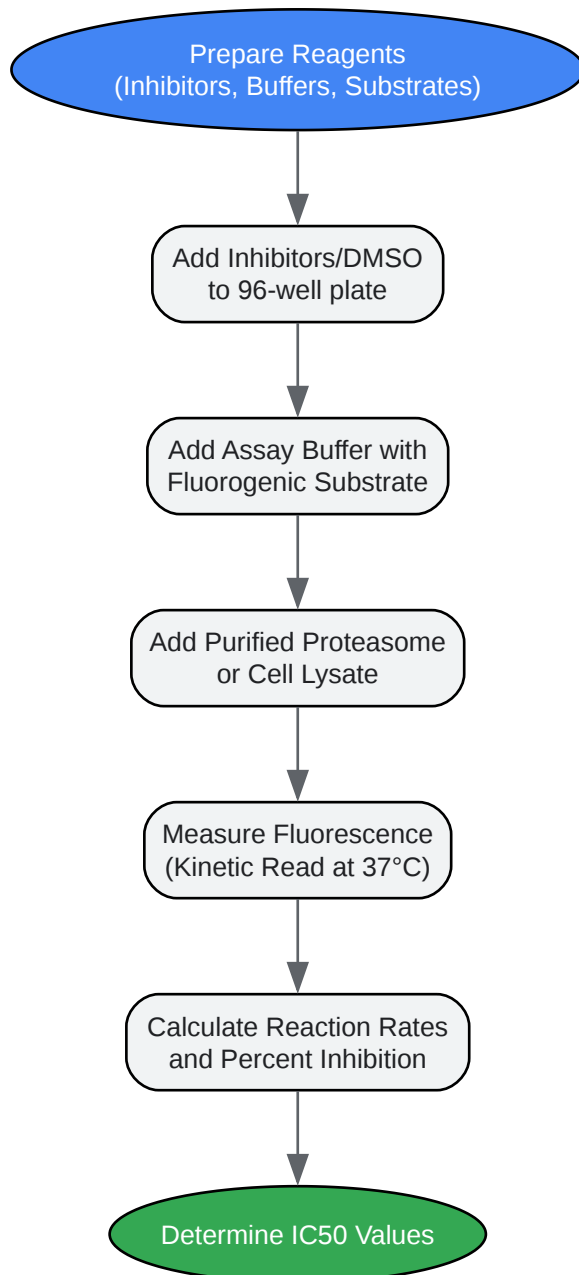 Prepare Reagents
(Inhibitors, Buffers, Substrates)
Add Inhibitors/DMSO
to 96-well plate
Add Assay Buffer with
Fluorogenic Substrate
Add Purified Proteasome
or Cell Lysate
Measure Fluorescence
(Kinetic Read at 37°C)
Calculate Reaction Rates
and Percent Inhibition
Determine IC50 Values